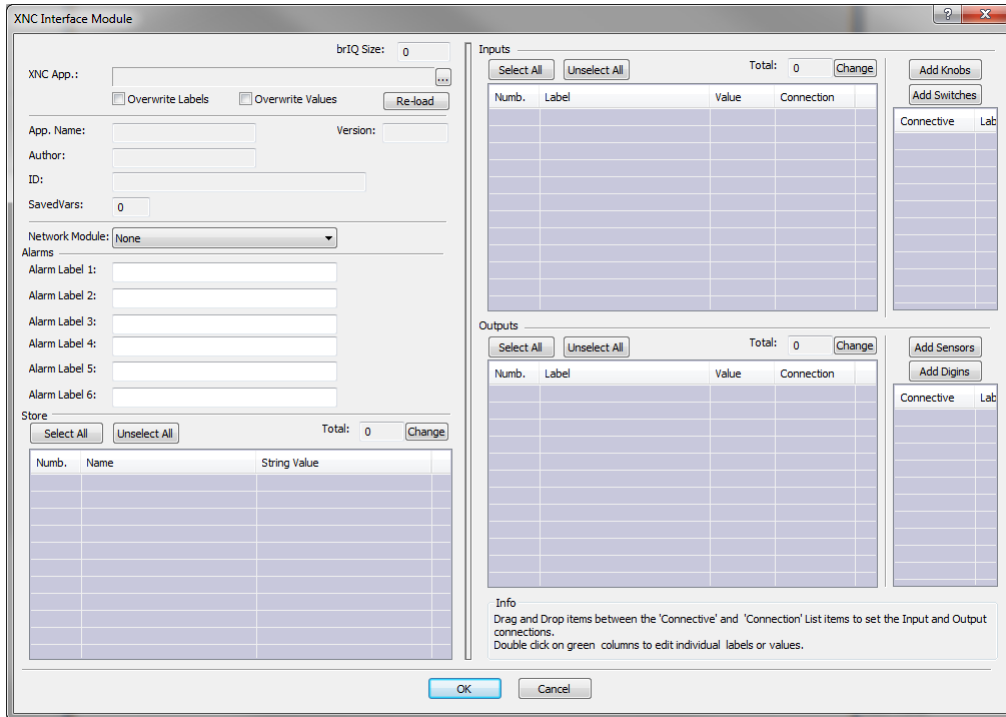 XNC Interface Module
brIQ Size: 0
XNC App.: ...
Overwrite Labels Overwrite Values Re-load
App. Name: Version:
Author:
ID:
SavedVars: 0
Network Module: None
Alarms
Alarm Label 1:
Alarm Label 2:
Alarm Label 3:
Alarm Label 4:
Alarm Label 5:
Alarm Label 6:
Store
Select All Unselect All Total: 0 Change
Numb. Name String Value
Inputs
Select All Unselect All Total: 0 Change
Numb. Label Value Connection
Add Knobs
Add Switches
Connective Lab
Outputs
Select All Unselect All Total: 0 Change
Numb. Label Value Connection
Add Sensors
Add Digins
Connective Lab
Info
Drag and Drop items between the 'Connective' and 'Connection' List items to set the Input and Output
connections.
Double click on green columns to edit individual labels or values.
OK Cancel